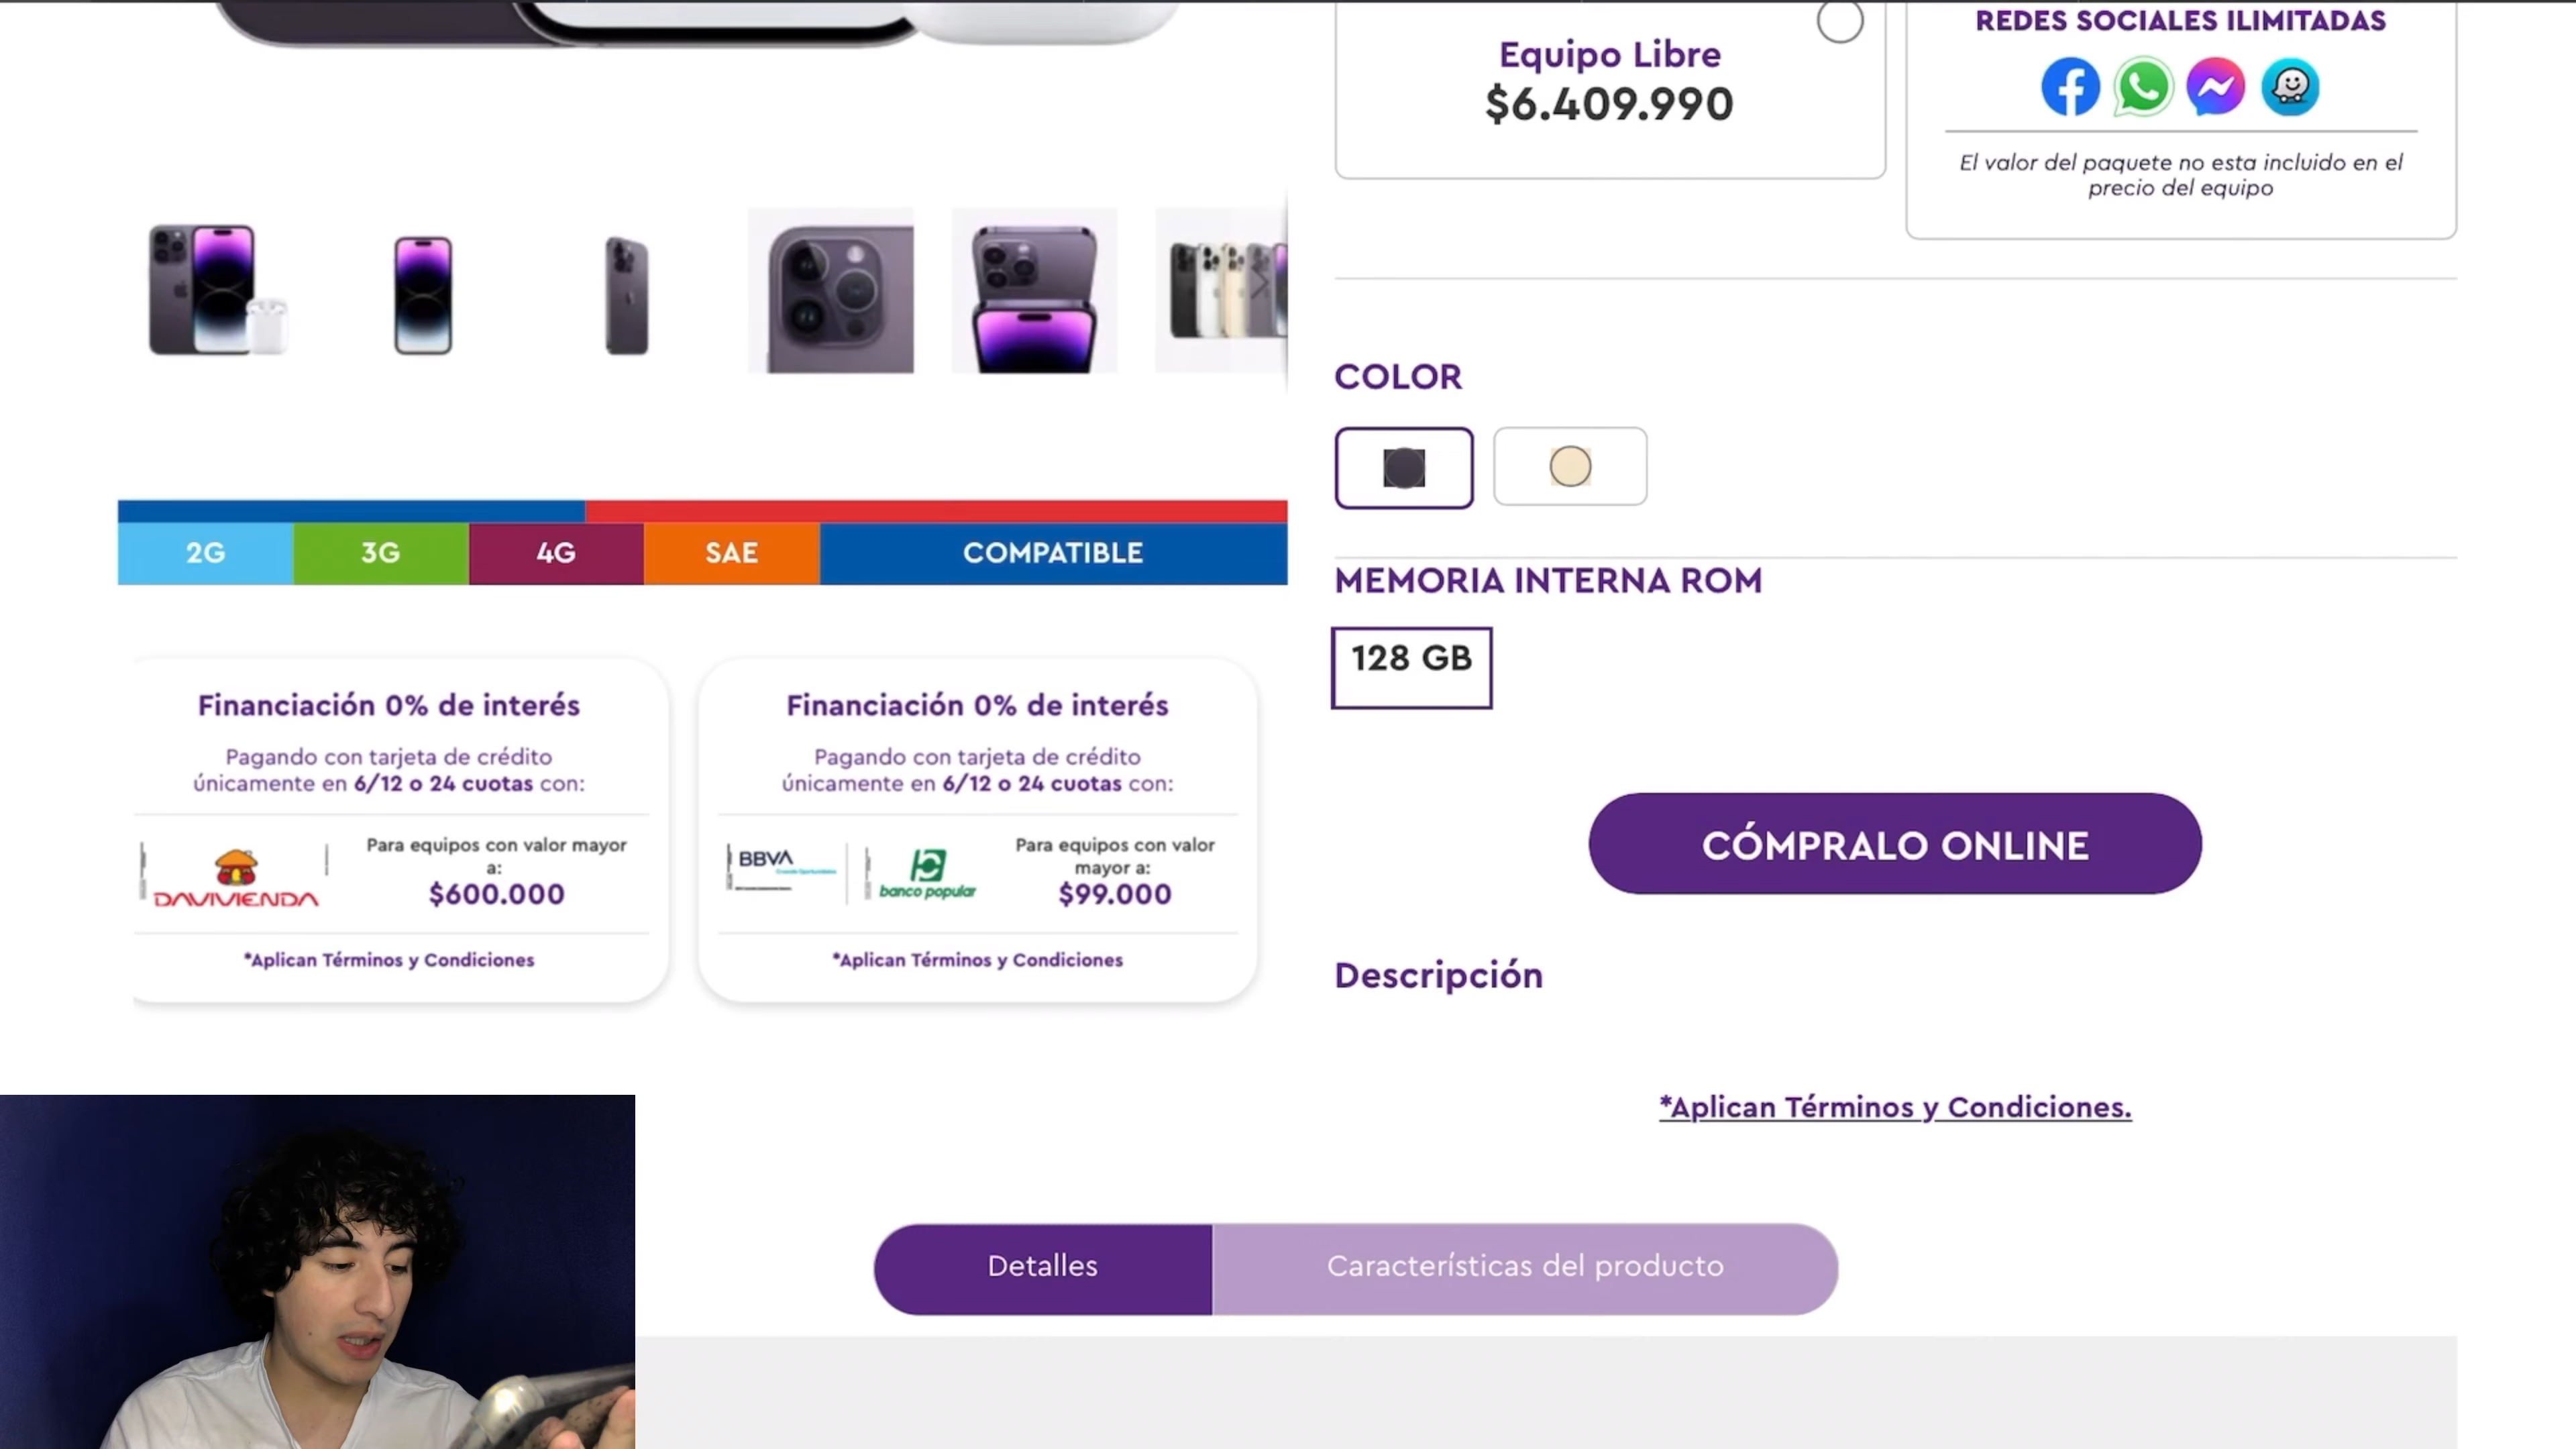 Equipo Libre
$6.409.990
REDES SOCIALES ILIMITADAS
El valor del paquete no esta incluido en el
precio del equipo
COLOR
2G 3G 4G SAE COMPATIBLE
MEMORIA INTERNA ROM
128 GB
Financiación 0% de interés
Pagando con tarjeta de crédito
únicamente en 6/12 o 24 cuotas con:
DAVIVIENDA
Para equipos con valor mayor
a:
$600.000
*Aplican Términos y Condiciones
Financiación 0% de interés
Pagando con tarjeta de crédito
únicamente en 6/12 o 24 cuotas con:
BBVA
Creando Oportunidades
banco popular
Para equipos con valor
mayor a:
$99.000
*Aplican Términos y Condiciones
CÓMPRALO ONLINE
Descripción
*Aplican Términos y Condiciones.
Detalles
Características del producto